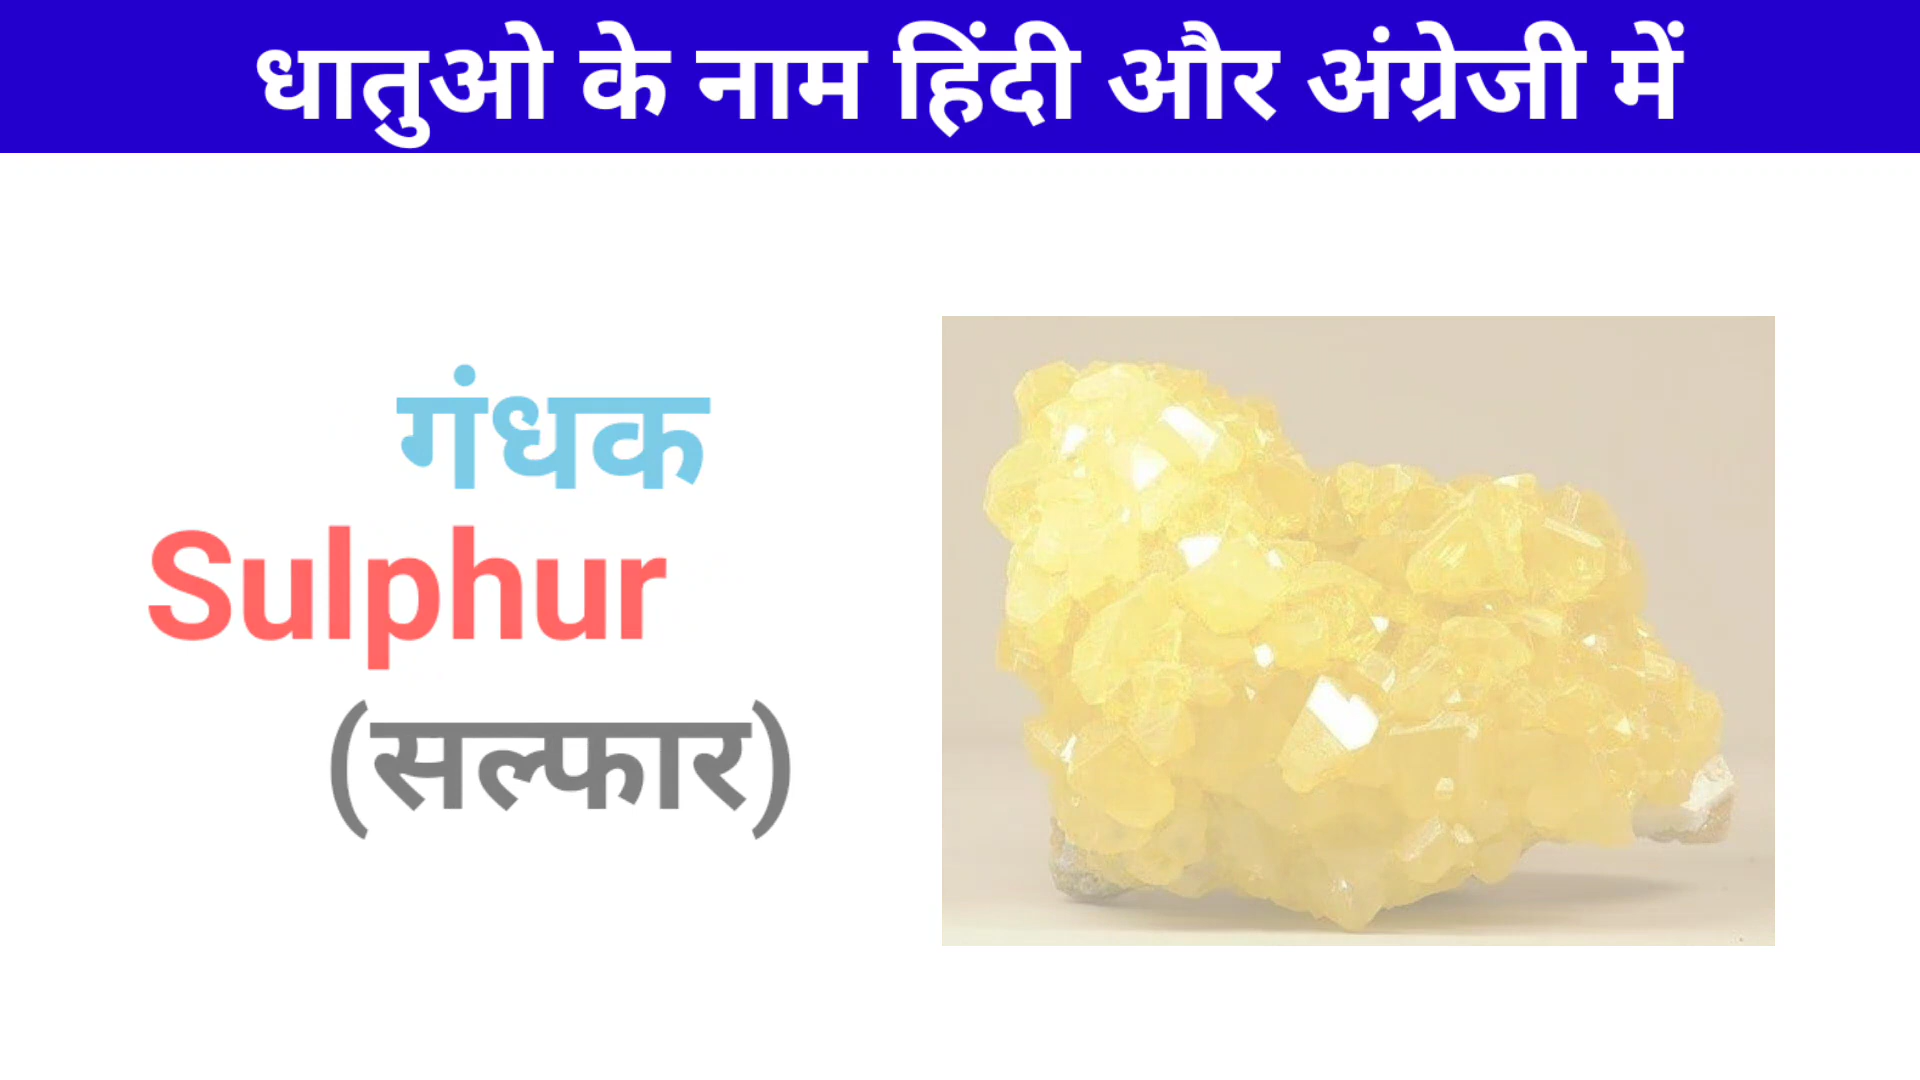 धातुओ के नाम हिंदी और अंग्रेजी में
गंधक
Sulphur
(सल्फार)